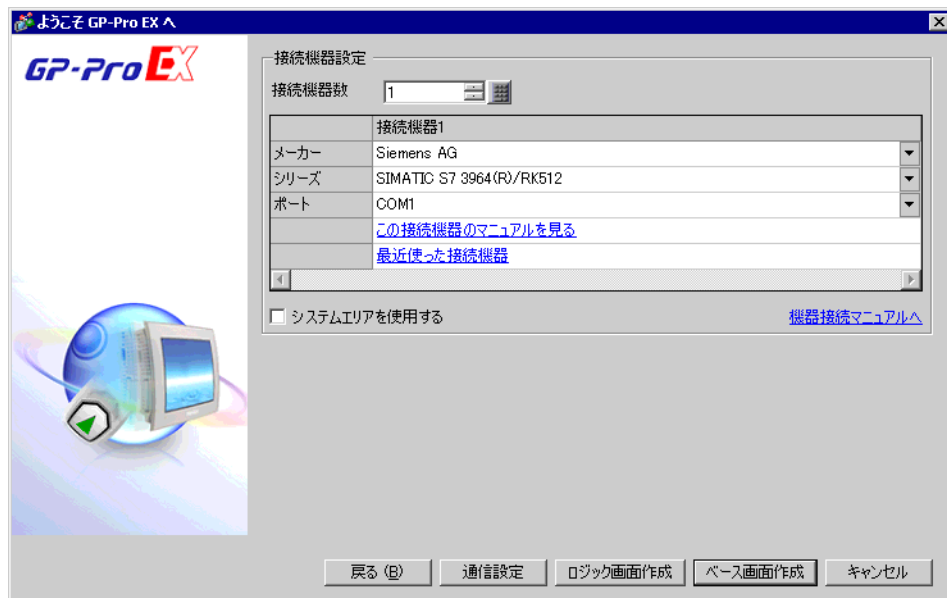 ようこそ GP-Pro EX へ
GP-Pro EX
接続機器設定
接続機器数 1
接続機器1
メーカー Siemens AG
シリーズ SIMATIC S7 3964(R)/RK512
ポート COM1
この接続機器のマニュアルを見る
最近使った接続機器
システムエリアを使用する 機器接続マニュアルへ
戻る (B) 通信設定 ロジック画面作成 ベース画面作成 キャンセル